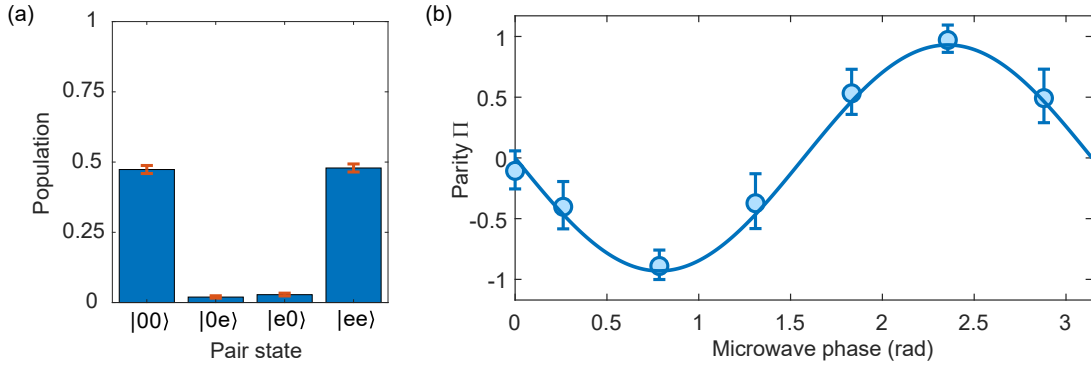 (a)
1
0.75
0.5
0.25
0
Population
|00⟩ |0e⟩ |e0⟩ |ee⟩
Pair state
(b)
1
0.5
0
-0.5
-1
Parity Π
0 0.5 1 1.5 2 2.5 3
Microwave phase (rad)